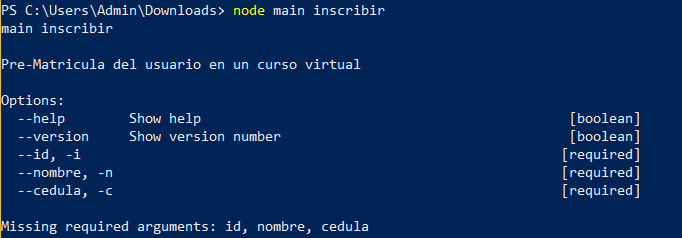 PS C:\Users\Admin\Downloads> node main inscribir
main inscribir
Pre-Matricula del usuario en un curso virtual
Options:
--help Show help [boolean]
--version Show version number [boolean]
--id, -i [required]
--nombre, -n [required]
--cedula, -c [required]
Missing required arguments: id, nombre, cedula